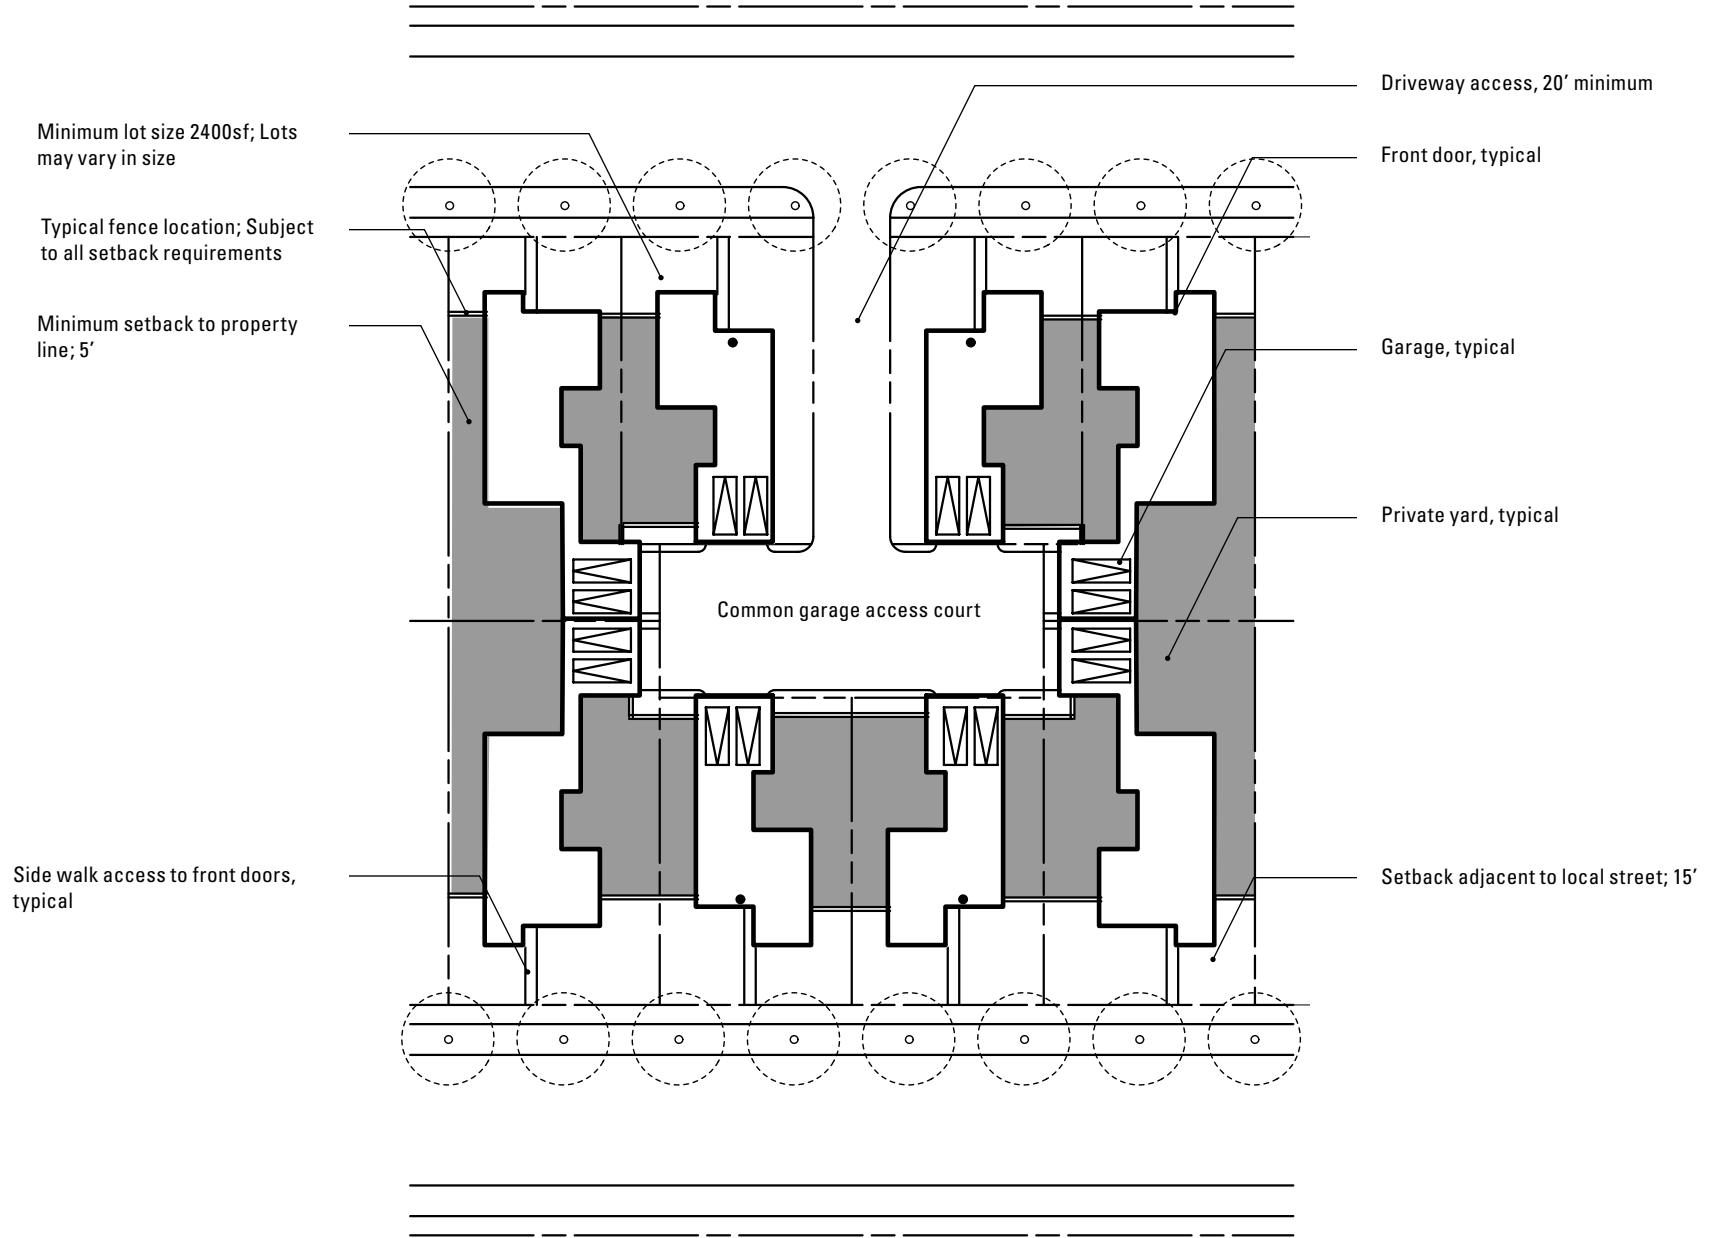 Driveway access, 20’ minimum
Minimum lot size 2400sf; Lots
may vary in size
Front door, typical
Typical fence location; Subject
to all setback requirements
Minimum setback to property
line; 5’
Garage, typical
Private yard, typical
Common garage access court
Side walk access to front doors,
typical
Setback adjacent to local street; 15’